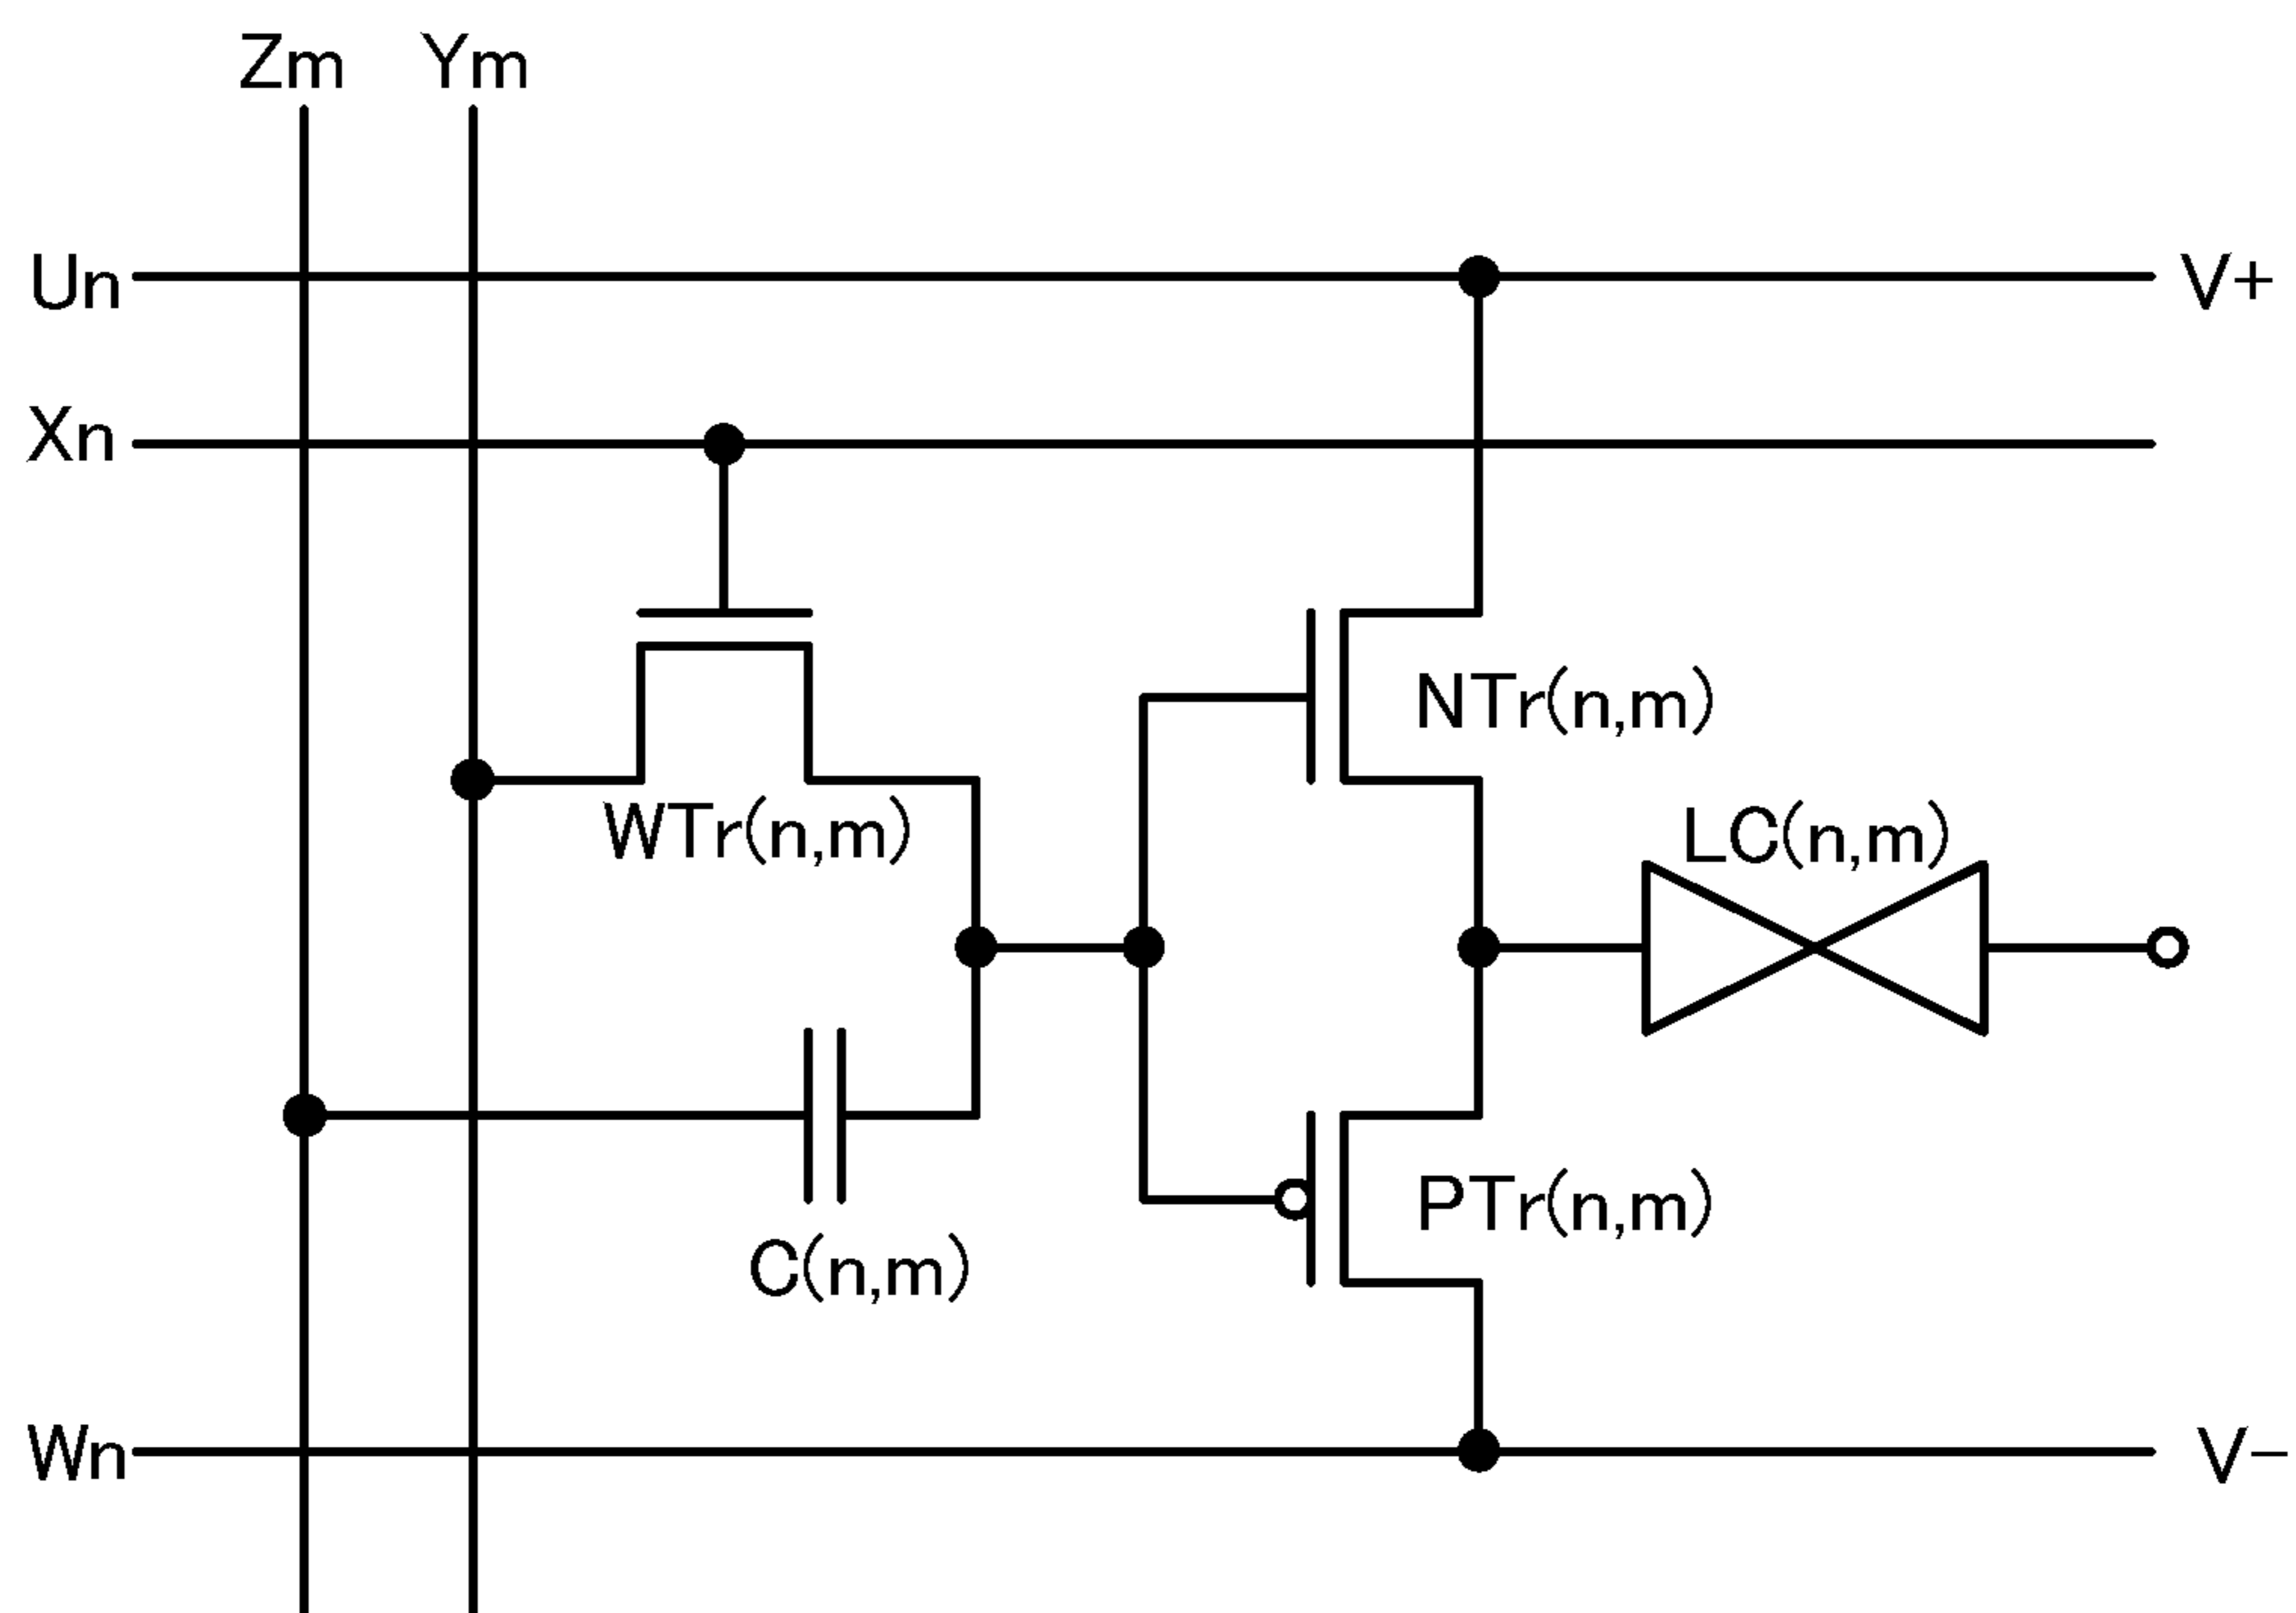 Zm Ym
Un V+
Xn
NTr(n,m)
WTr(n,m)
LC(n,m)
PTr(n,m)
C(n,m)
Wn V−